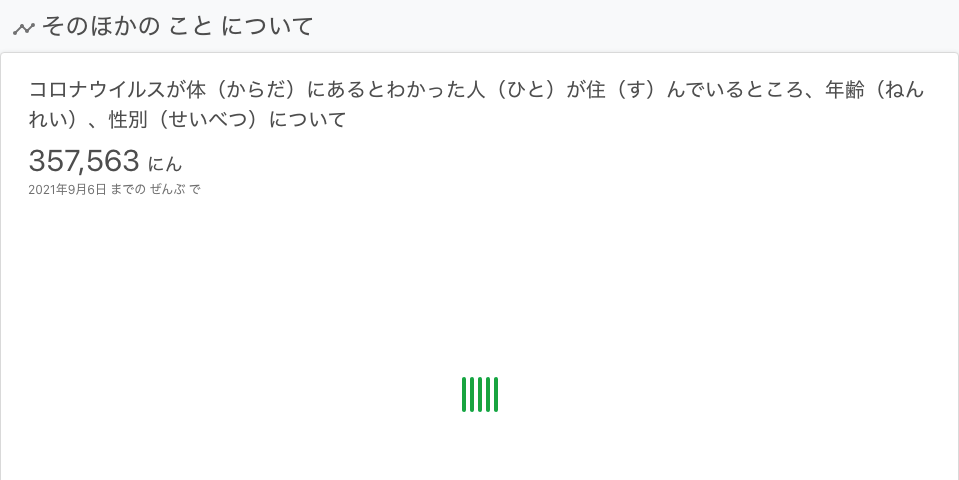 そのほかの こと について
コロナウイルスが体（からだ）にあるとわかった人（ひと）が住（す）んでいるところ、年齢（ねん
れい）、性別（せいべつ）について
357,563 にん
2021年9月6日 までの ぜんぶ で